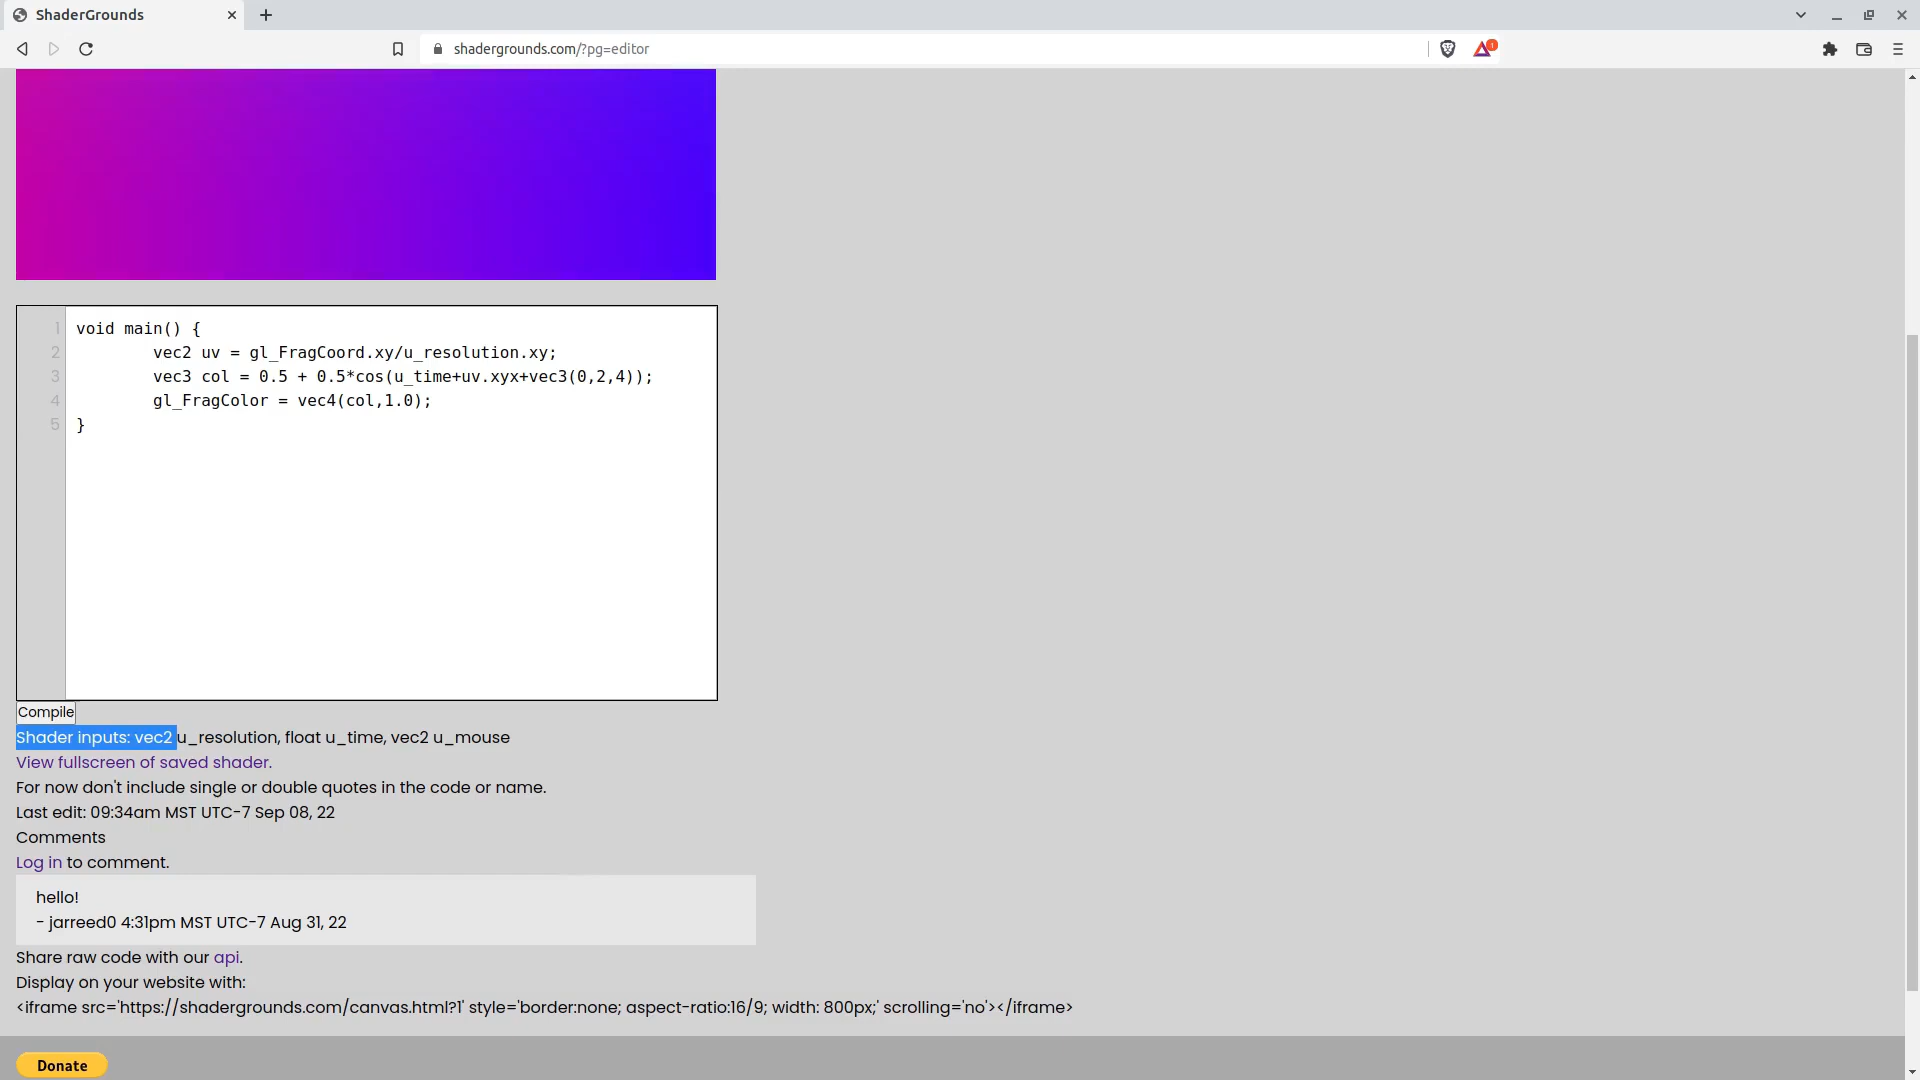 ShaderGrounds
shadergrounds.com/?pg=editor
1
1 void main() {
2 vec2 uv = gl_FragCoord.xy/u_resolution.xy;
3 vec3 col = 0.5 + 0.5*cos(u_time+uv.xyx+vec3(0,2,4));
4 gl_FragColor = vec4(col,1.0);
5 }
Compile
Shader inputs: vec2 u_resolution, float u_time, vec2 u_mouse
View fullscreen of saved shader.
For now don't include single or double quotes in the code or name.
Last edit: 09:34am MST UTC-7 Sep 08, 22
Comments
Log in to comment.
hello!
- jarreed0 4:31pm MST UTC-7 Aug 31, 22
Share raw code with our api.
Display on your website with:
<iframe src='https://shadergrounds.com/canvas.html?1' style='border:none; aspect-ratio:16/9; width: 800px;' scrolling='no'></iframe>
Donate